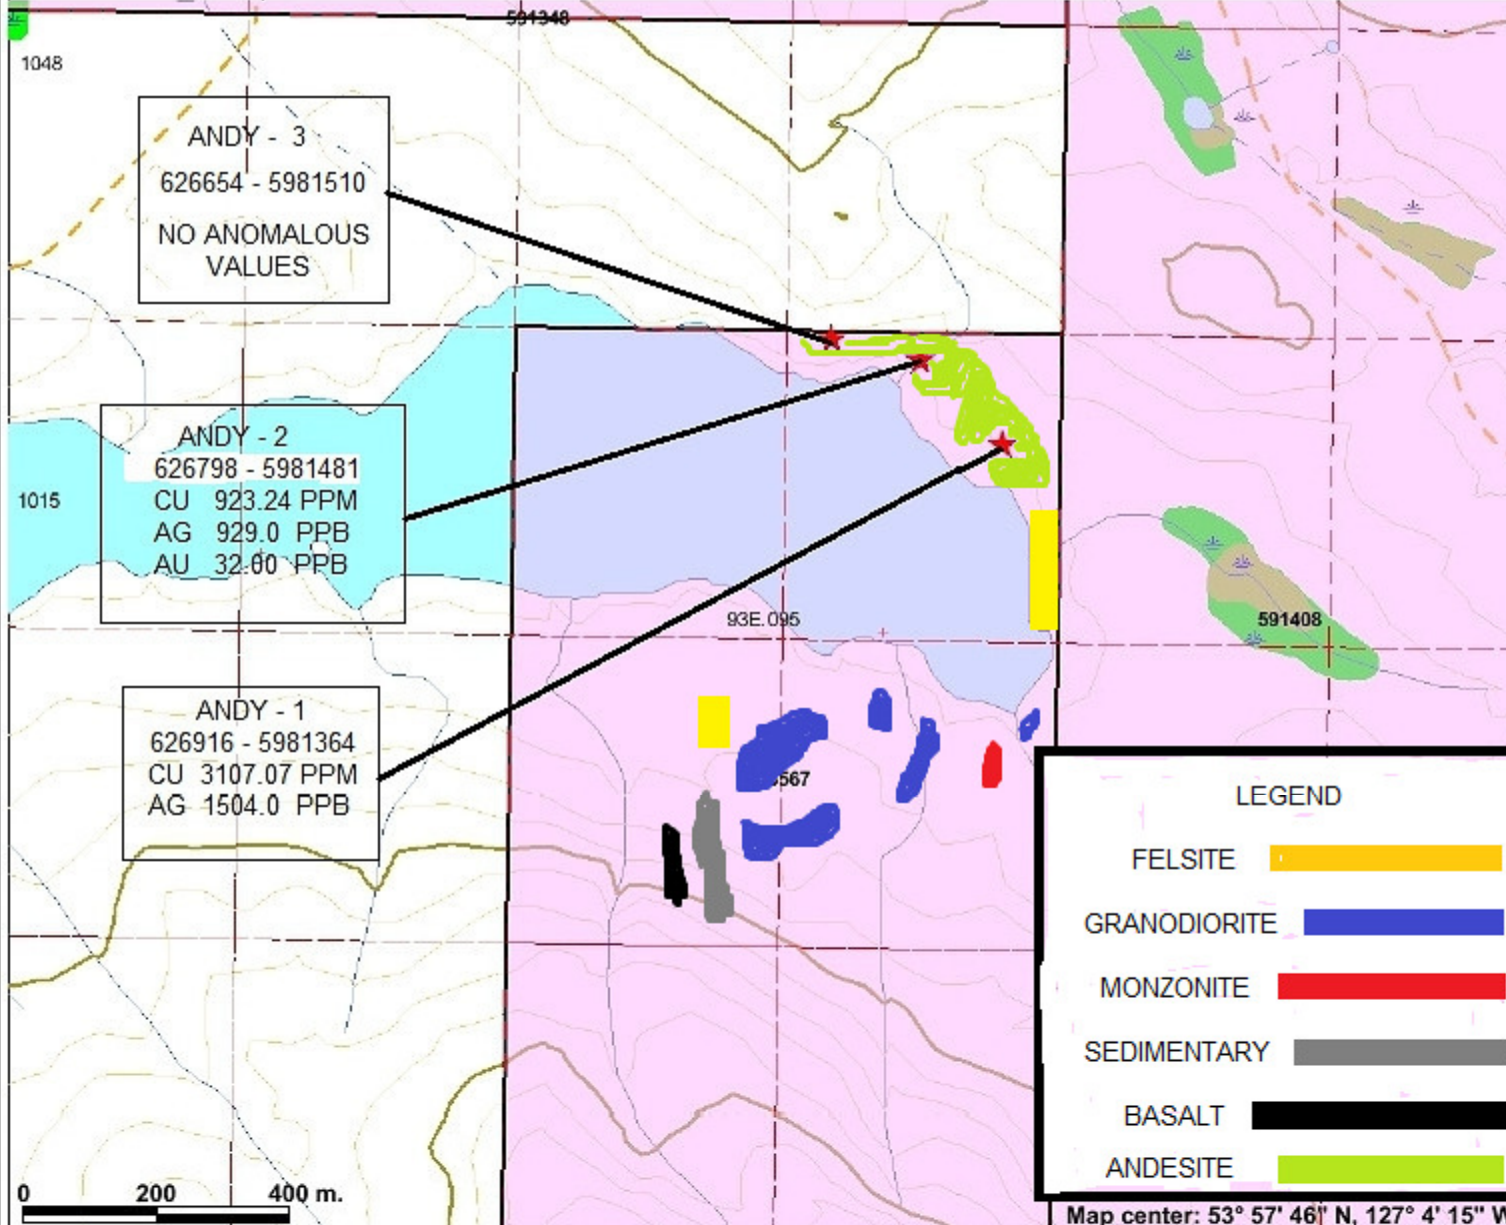 591348
1048
ANDY - 3
626654 - 5981510
NO ANOMALOUS
VALUES
ANDY - 2
626798 - 5981481
CU 923.24 PPM
AG 929.0 PPB
AU 32.00 PPB
1015
93E.095
591408
ANDY - 1
626916 - 5981364
CU 3107.07 PPM
AG 1504.0 PPB
567
LEGEND
FELSITE
GRANODIORITE
MONZONITE
SEDIMENTARY
BASALT
ANDESITE
0 200 400 m.
Map center: 53° 57' 46" N, 127° 4' 15" W